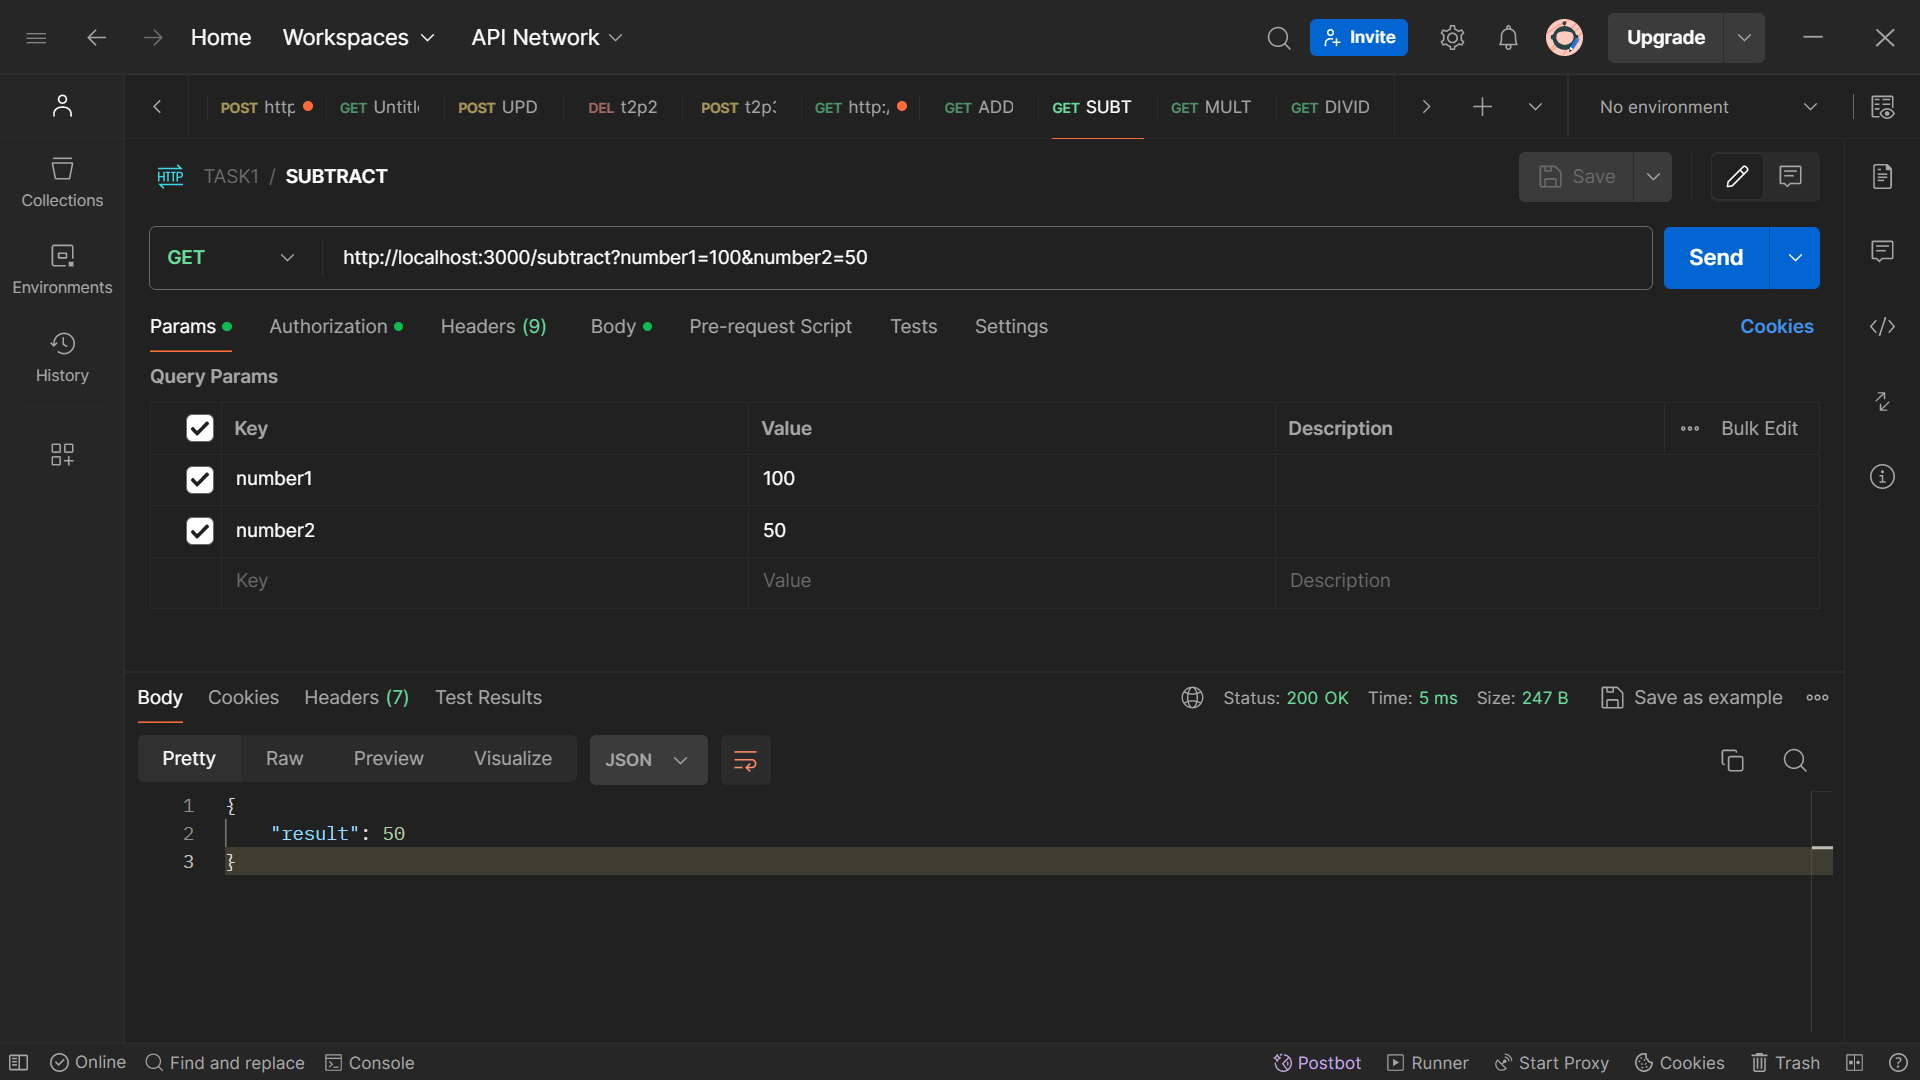 Home Workspaces API Network Invite Upgrade
POST http GET Untitl POST UPD DEL t2p2 POST t2p3 GET http:/ GET ADD GET SUBT GET MULT GET DIVID No environment
HTTP TASK1 / SUBTRACT Save
Collections
GET http://localhost:3000/subtract?number1=100&number2=50 Send
Environments
Params Authorization Headers (9) Body Pre-request Script Tests Settings Cookies
History
Query Params
Key Value Description Bulk Edit
number1 100
number2 50
Key Value Description
Body Cookies Headers (7) Test Results Status: 200 OK Time: 5 ms Size: 247 B Save as example
Pretty Raw Preview Visualize JSON
1 {
2 "result": 50
3 }
Online Find and replace Console Postbot Runner Start Proxy Cookies Trash